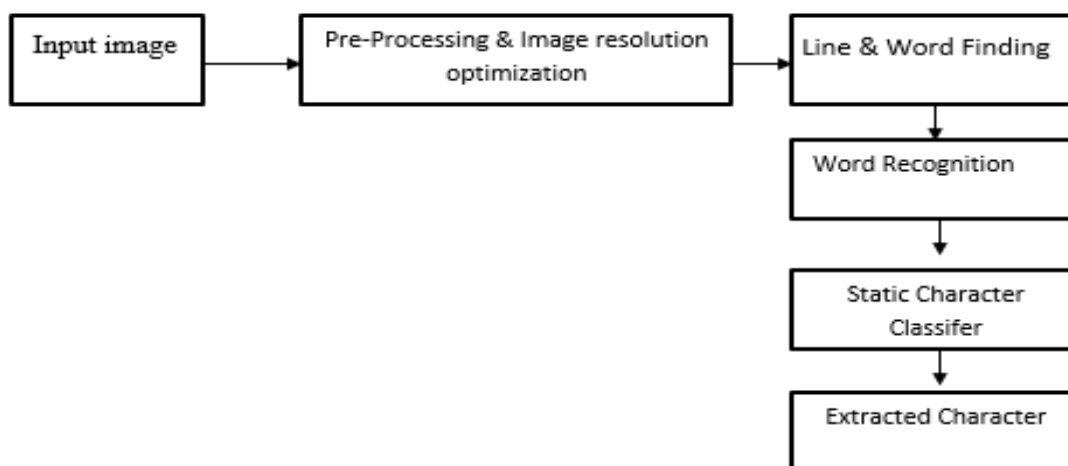 Input image
Pre-Processing & Image resolution
optimization
Line & Word Finding
Word Recognition
Static Character
Classifer
Extracted Character